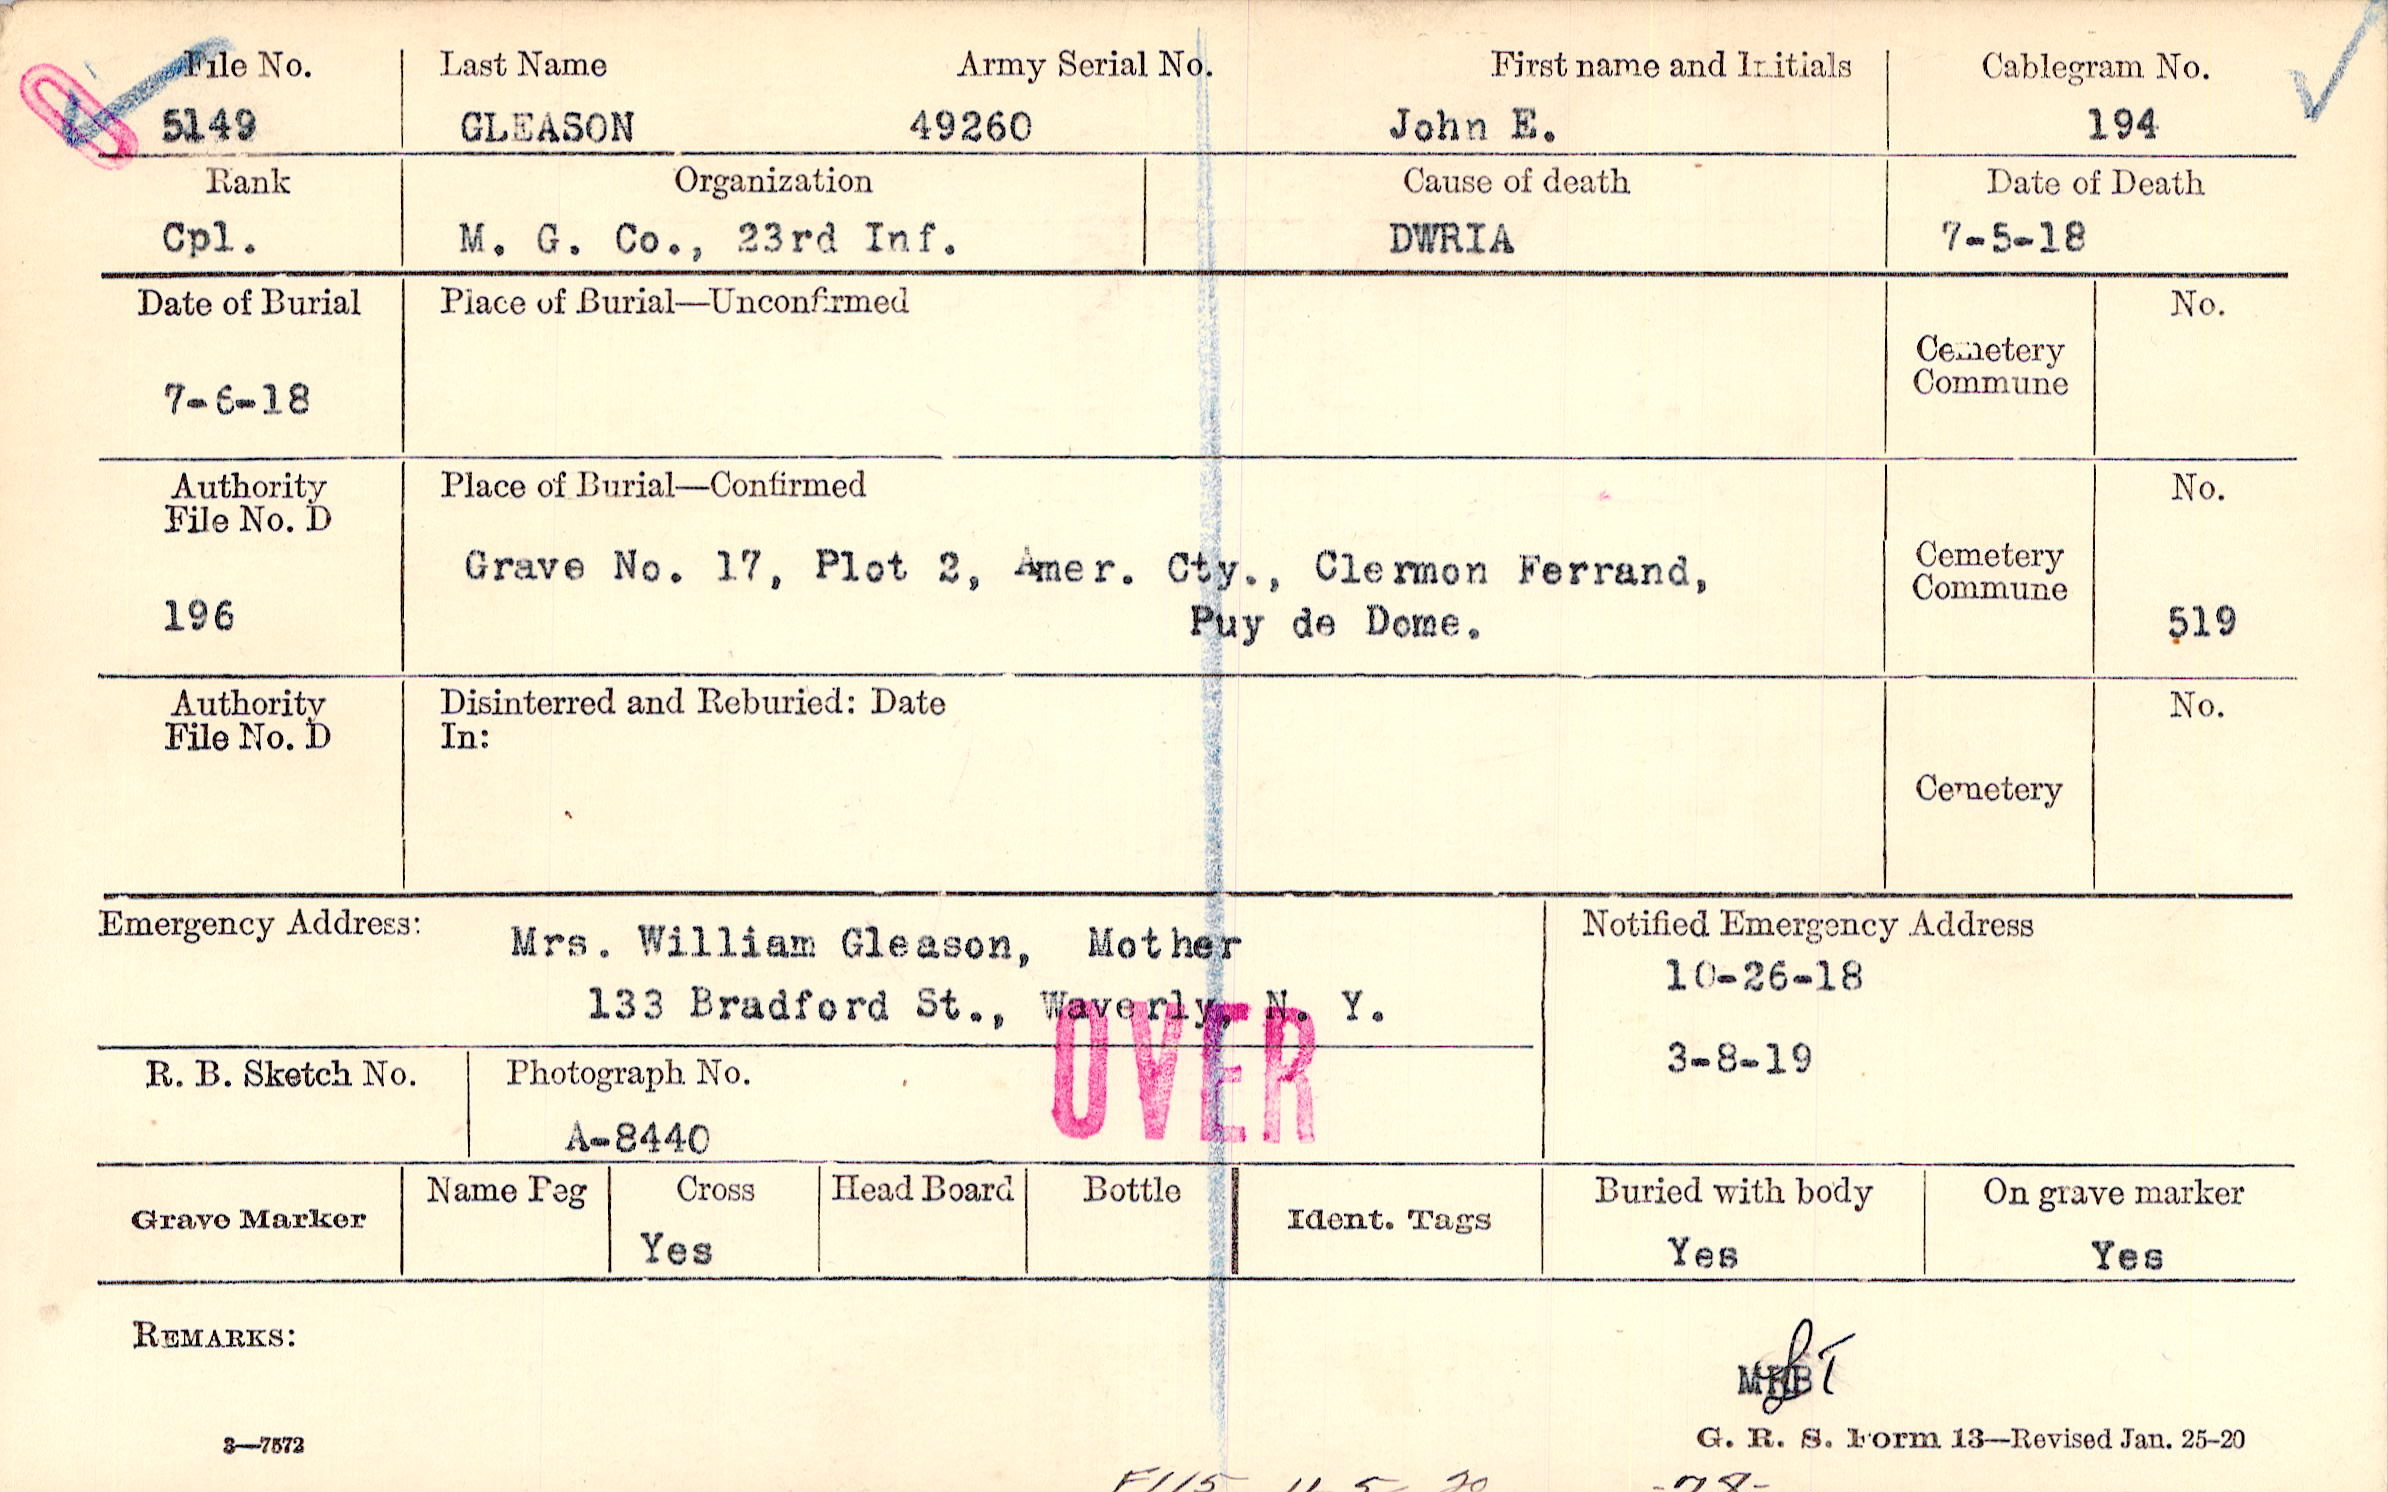 File No. Last Name Army Serial No. First name and Initials Cablegram No.
5149 GLEASON 49260 John E. 194
Rank Organization Cause of death Date of Death
Cpl. M. G. Co., 23rd Inf. DWRIA 7-5-18
Date of Burial Place of Burial—Unconfirmed No.
Cemetery
Commune
7-6-18
Authority Place of Burial—Confirmed No.
File No. D
Grave No. 17, Plot 2, Amer. Cty., Clermon Ferrand, Cemetery
Commune
196 Puy de Dome. 519
Authority Disinterred and Reburied: Date No.
File No. D In:
Cemetery
Emergency Address: Notified Emergency Address
Mrs. William Gleason, Mother
10-26-18
133 Bradford St., Waverly, N. Y.
OVER
3-8-19
R. B. Sketch No. Photograph No.
A-8440
Grave Marker Name Peg Cross Head Board Bottle Ident. Tags Buried with body On grave marker
Yes Yes Yes
REMARKS:
3—7572 G. R. S. Form 13—Revised Jan. 25-20